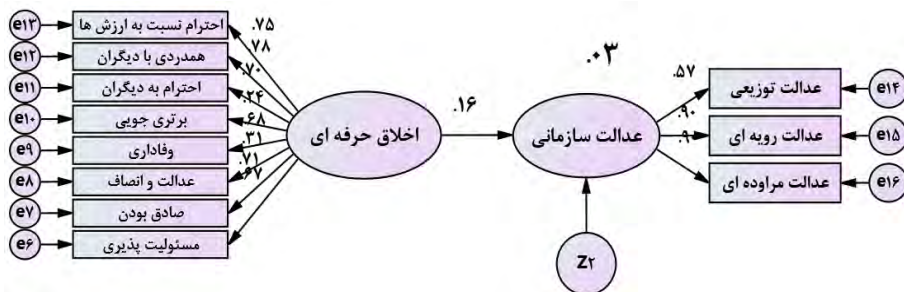 e۱۳ احترام نسبت به ارزش ها .۷۵
e۱۲ همدردی با دیگران .۷۸
e۱۱ احترام به دیگران .۷۰
e۱۰ برتری جویی .۲۴
e۹ وفاداری .۶۸
e۸ عدالت و انصاف .۳۱
e۷ صادق بودن .۷۱
e۶ مسئولیت پذیری .۶۷
اخلاق حرفه ای
.۱۶
.۰۳
عدالت سازمانی
Z۲
.۵۷ عدالت توزیعی e۱۴
.۹۰ عدالت رویه ای e۱۵
عدالت مراوده ای e۱۶